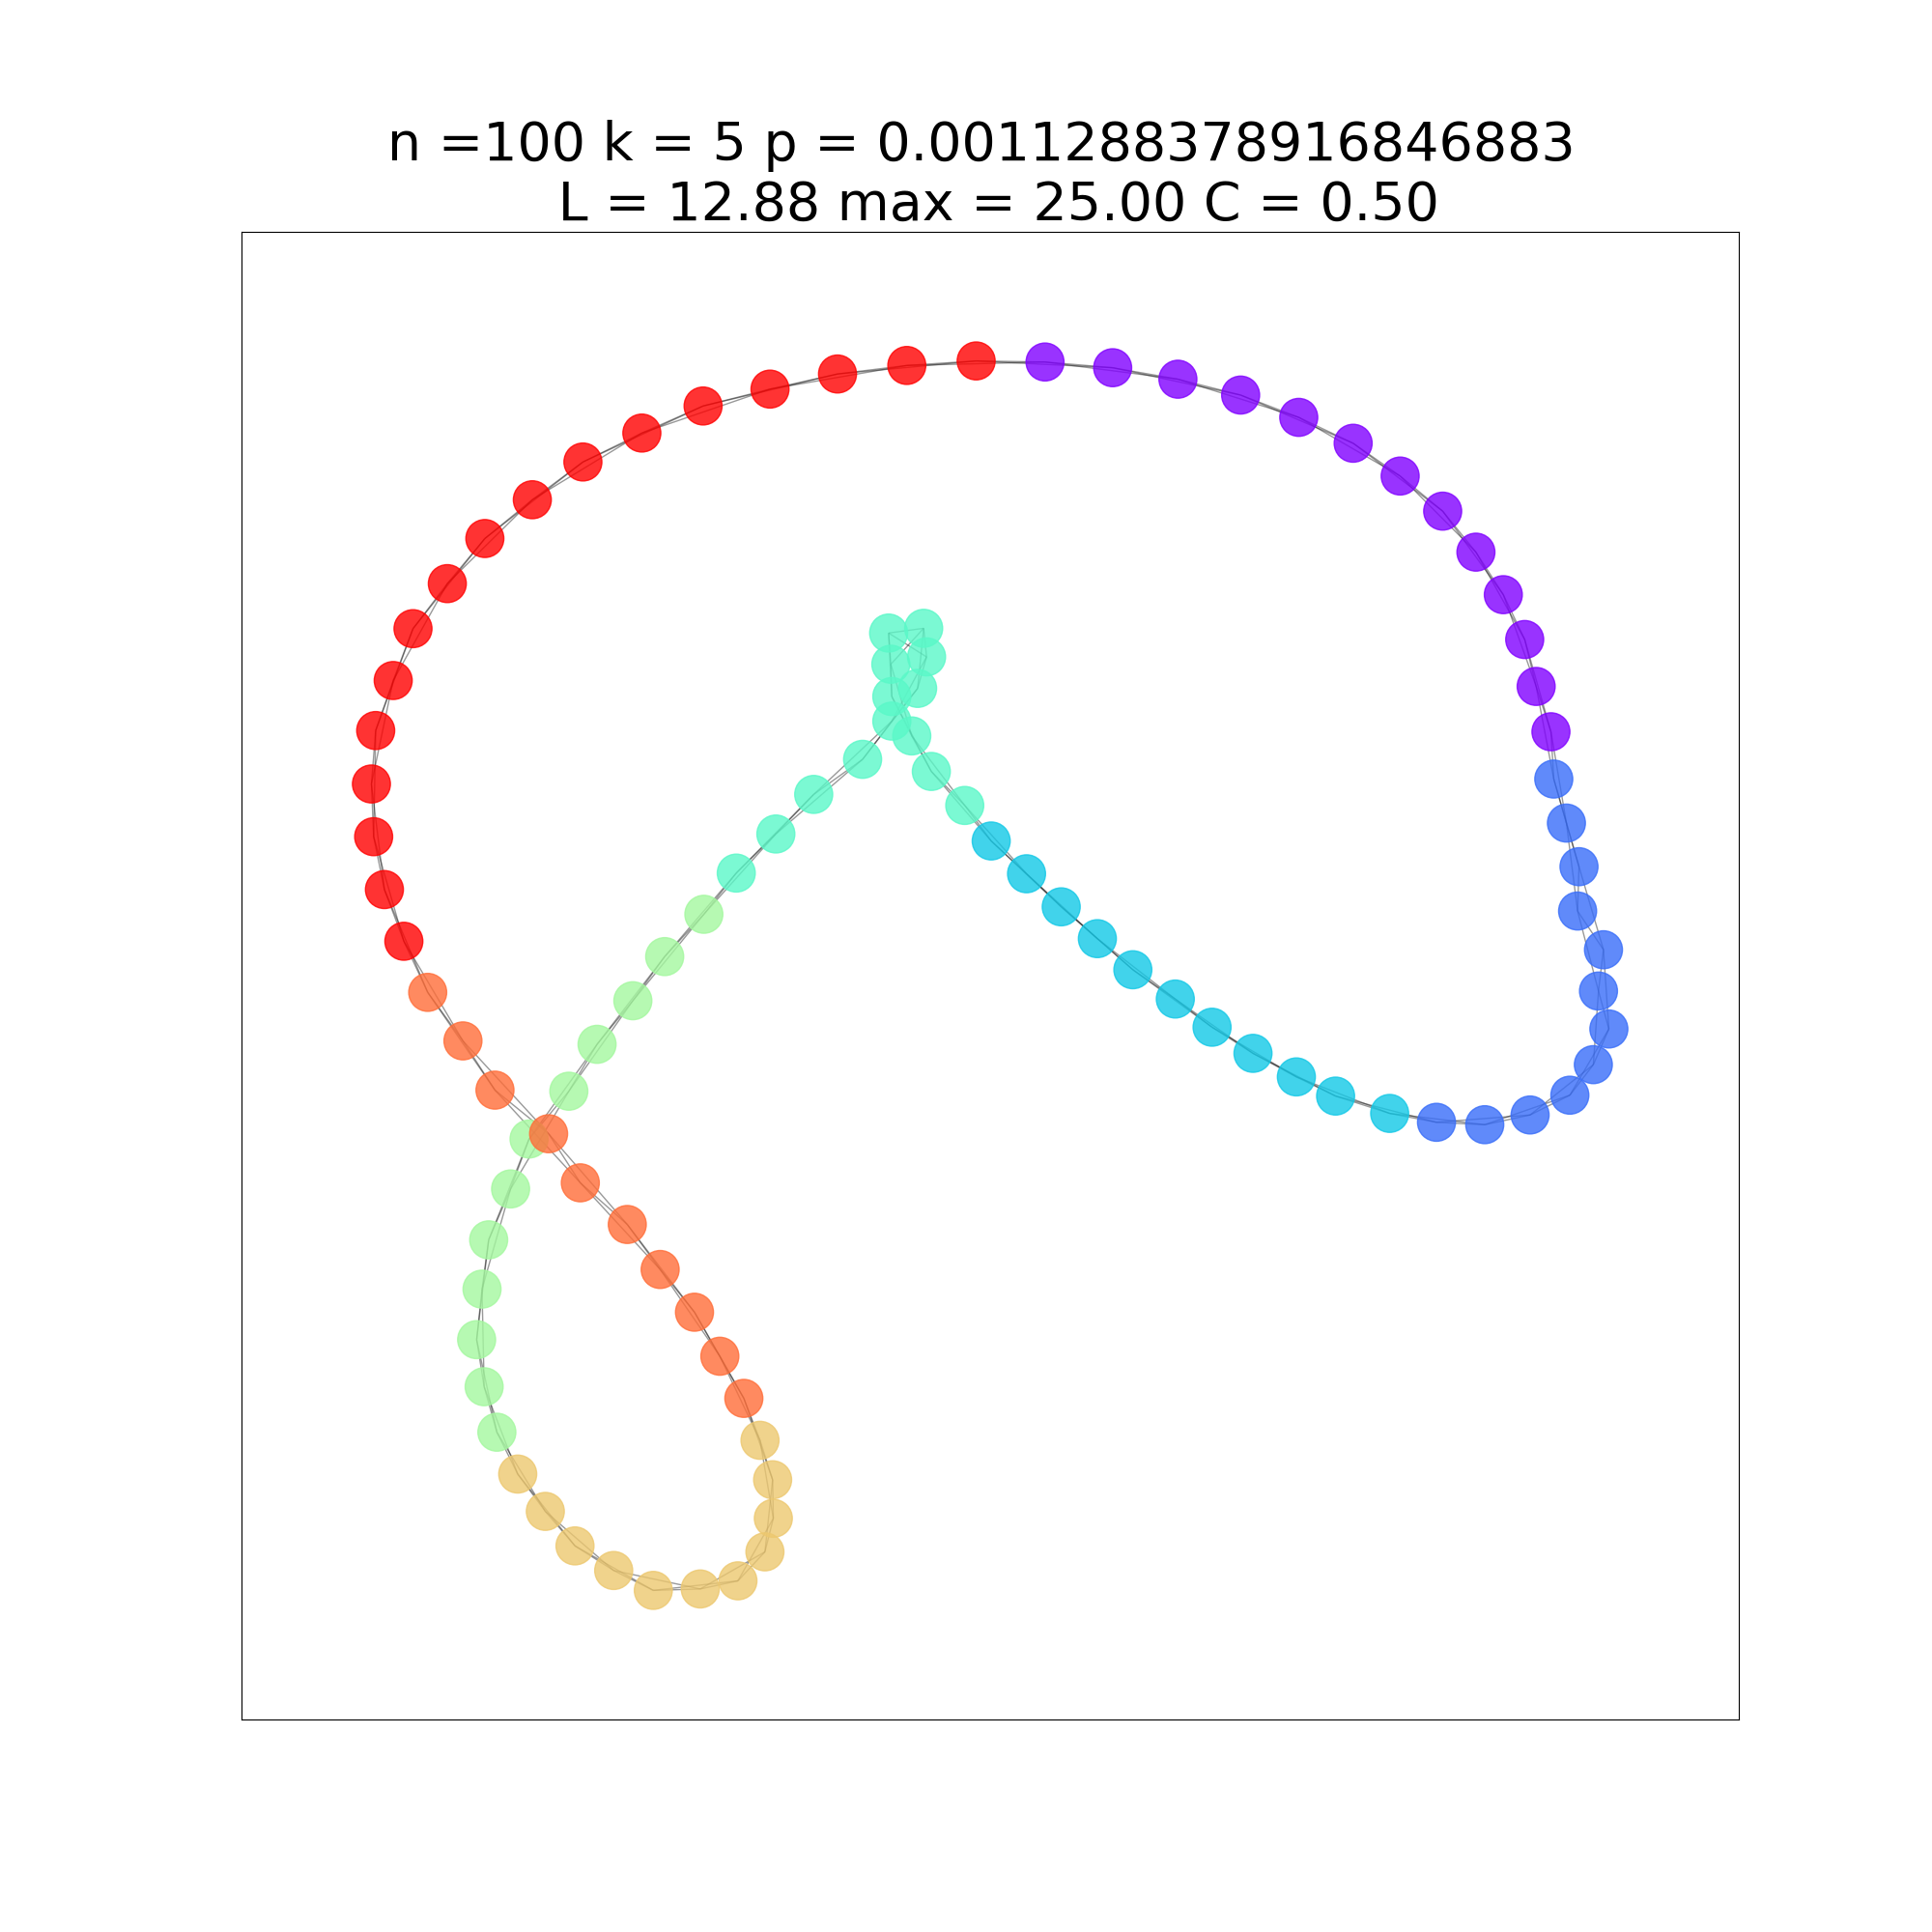 n =100 k = 5 p = 0.0011288378916846883
L = 12.88 max = 25.00 C = 0.50